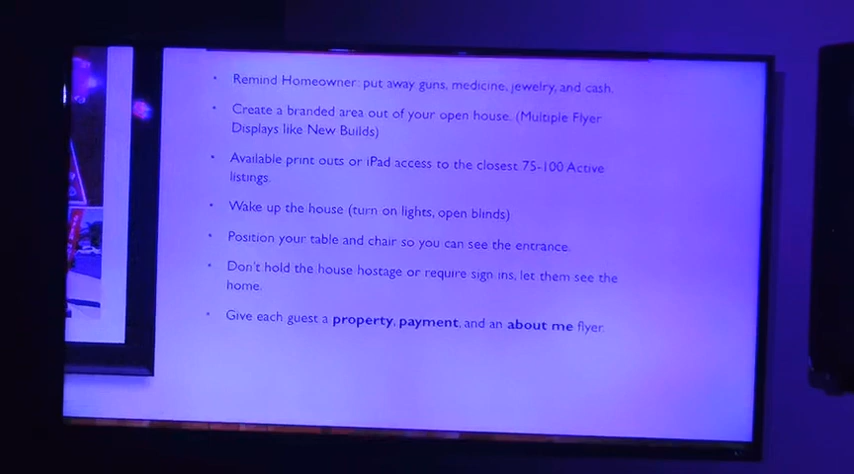 • Remind Homeowner: put away guns, medicine, jewelry, and cash.
• Create a branded area out of your open house. (Multiple Flyer
Displays like New Builds)
• Available print outs or iPad access to the closest 75-100 Active
listings.
• Wake up the house (turn on lights, open blinds)
• Position your table and chair so you can see the entrance.
• Don't hold the house hostage or require sign ins, let them see the
home.
• Give each guest a property, payment, and an about me flyer.